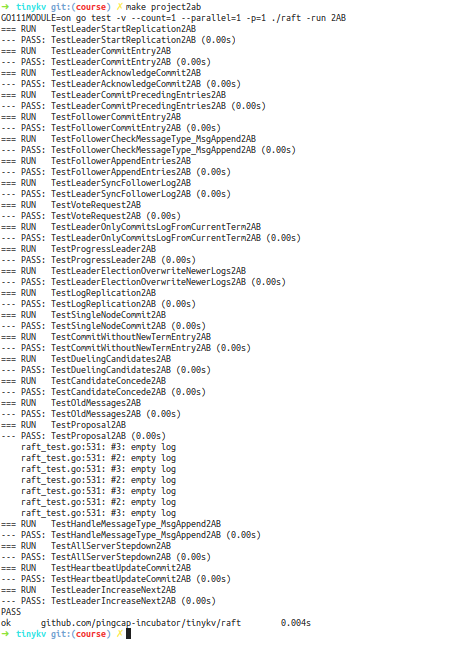 ➜ tinykv git:(course) ✗ make project2ab
GO111MODULE=on go test -v --count=1 --parallel=1 -p=1 ./raft -run 2AB
=== RUN   TestLeaderStartReplication2AB
--- PASS: TestLeaderStartReplication2AB (0.00s)
=== RUN   TestLeaderCommitEntry2AB
--- PASS: TestLeaderCommitEntry2AB (0.00s)
=== RUN   TestLeaderAcknowledgeCommit2AB
--- PASS: TestLeaderAcknowledgeCommit2AB (0.00s)
=== RUN   TestLeaderCommitPrecedingEntries2AB
--- PASS: TestLeaderCommitPrecedingEntries2AB (0.00s)
=== RUN   TestFollowerCommitEntry2AB
--- PASS: TestFollowerCommitEntry2AB (0.00s)
=== RUN   TestFollowerCheckMessageType_MsgAppend2AB
--- PASS: TestFollowerCheckMessageType_MsgAppend2AB (0.00s)
=== RUN   TestFollowerAppendEntries2AB
--- PASS: TestFollowerAppendEntries2AB (0.00s)
=== RUN   TestLeaderSyncFollowerLog2AB
--- PASS: TestLeaderSyncFollowerLog2AB (0.00s)
=== RUN   TestVoteRequest2AB
--- PASS: TestVoteRequest2AB (0.00s)
=== RUN   TestLeaderOnlyCommitsLogFromCurrentTerm2AB
--- PASS: TestLeaderOnlyCommitsLogFromCurrentTerm2AB (0.00s)
=== RUN   TestProgressLeader2AB
--- PASS: TestProgressLeader2AB (0.00s)
=== RUN   TestLeaderElectionOverwriteNewerLogs2AB
--- PASS: TestLeaderElectionOverwriteNewerLogs2AB (0.00s)
=== RUN   TestLogReplication2AB
--- PASS: TestLogReplication2AB (0.00s)
=== RUN   TestSingleNodeCommit2AB
--- PASS: TestSingleNodeCommit2AB (0.00s)
=== RUN   TestCommitWithoutNewTermEntry2AB
--- PASS: TestCommitWithoutNewTermEntry2AB (0.00s)
=== RUN   TestDuelingCandidates2AB
--- PASS: TestDuelingCandidates2AB (0.00s)
=== RUN   TestCandidateConcede2AB
--- PASS: TestCandidateConcede2AB (0.00s)
=== RUN   TestOldMessages2AB
--- PASS: TestOldMessages2AB (0.00s)
=== RUN   TestProposal2AB
--- PASS: TestProposal2AB (0.00s)
    raft_test.go:531: #3: empty log
    raft_test.go:531: #2: empty log
    raft_test.go:531: #3: empty log
    raft_test.go:531: #2: empty log
    raft_test.go:531: #3: empty log
    raft_test.go:531: #2: empty log
    raft_test.go:531: #3: empty log
=== RUN   TestHandleMessageType_MsgAppend2AB
--- PASS: TestHandleMessageType_MsgAppend2AB (0.00s)
=== RUN   TestAllServerStepdown2AB
--- PASS: TestAllServerStepdown2AB (0.00s)
=== RUN   TestHeartbeatUpdateCommit2AB
--- PASS: TestHeartbeatUpdateCommit2AB (0.00s)
=== RUN   TestLeaderIncreaseNext2AB
--- PASS: TestLeaderIncreaseNext2AB (0.00s)
PASS
ok      github.com/pingcap-incubator/tinykv/raft        0.004s
➜ tinykv git:(course) ✗